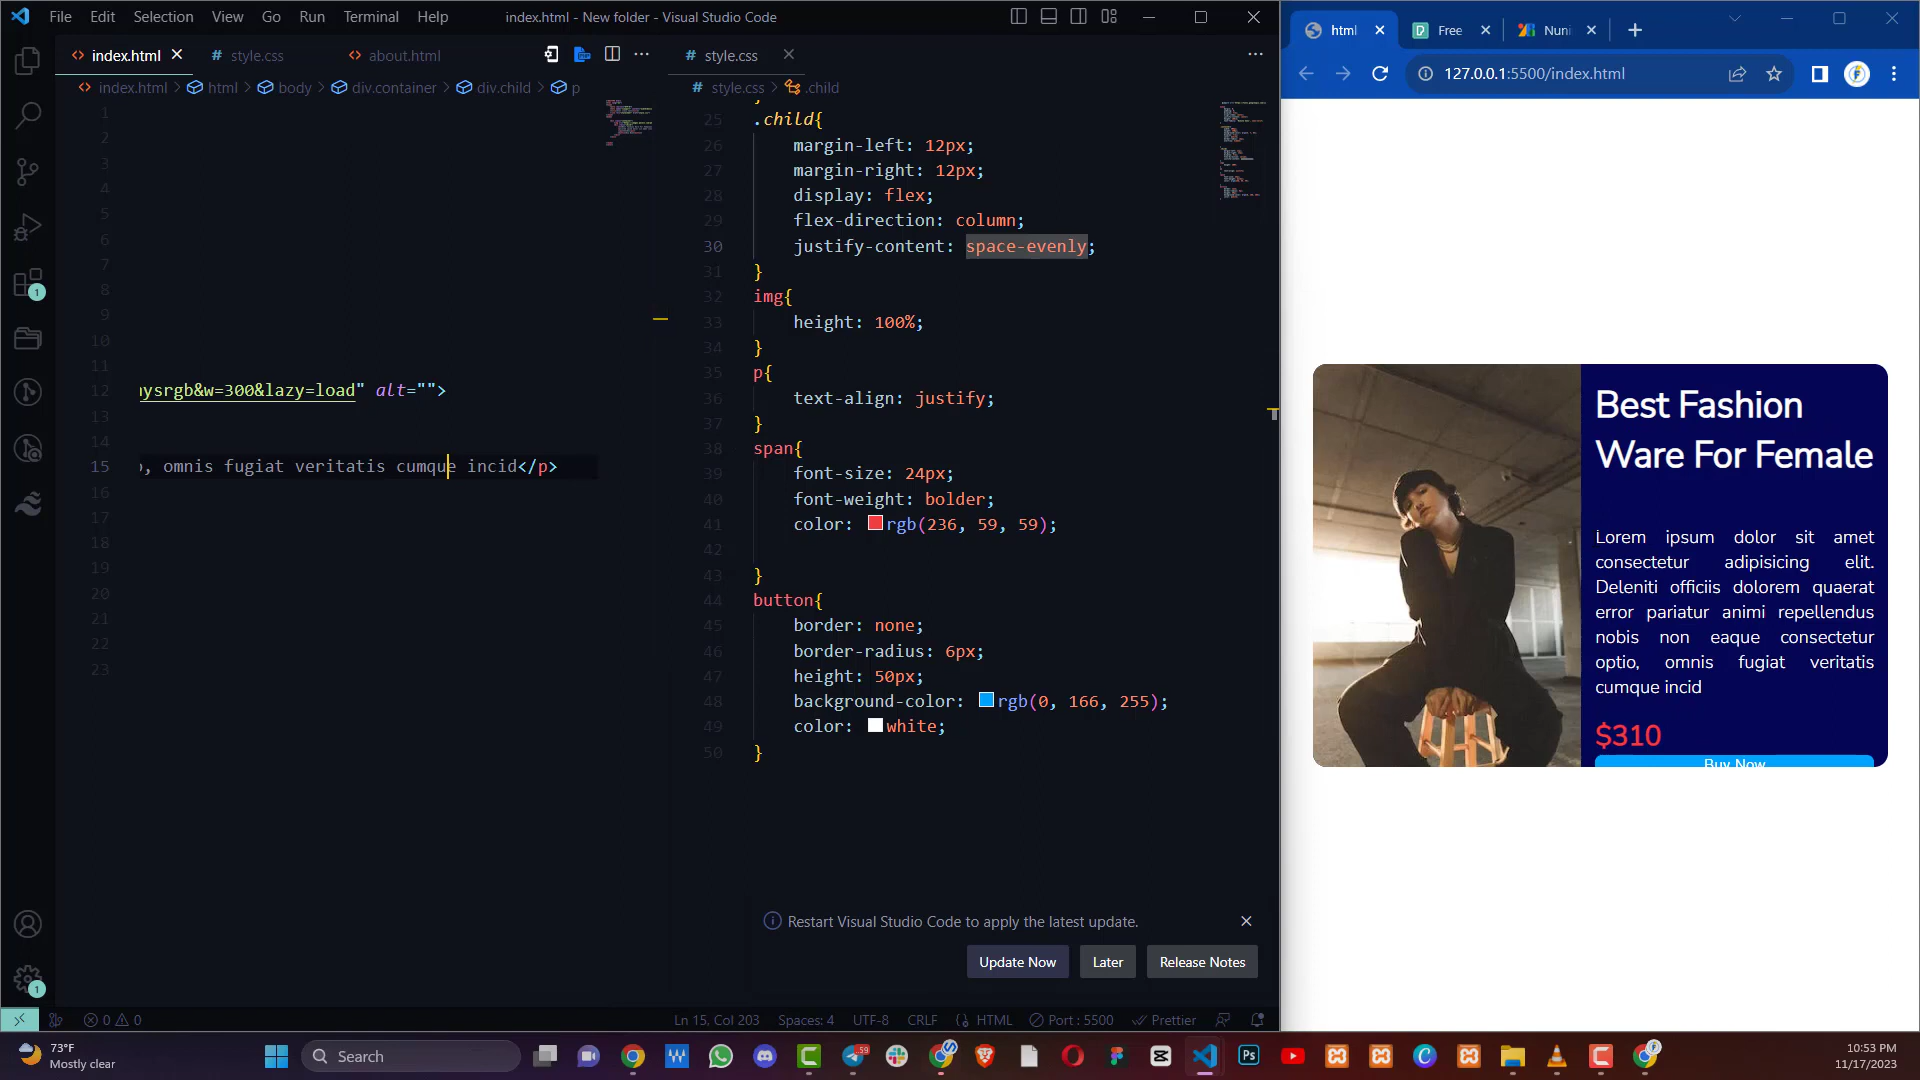 File Edit Selection View Go Run Terminal Help
index.html - New folder - Visual Studio Code
index.html
style.css
about.html
index.html > html > body > div.container > div.child > p
1
2
3
4
5
6
7
8
9
10
11
12 mysrgb&w=300&lazy=load" alt="">
13
14
15 , omnis fugiat veritatis cumque incid</p>
16
17
18
19
20
21
22
23
style.css
style.css > .child
25 .child{
26 margin-left: 12px;
27 margin-right: 12px;
28 display: flex;
29 flex-direction: column;
30 justify-content: space-evenly;
31 }
32 img{
33 height: 100%;
34 }
35 p{
36 text-align: justify;
37 }
38 span{
39 font-size: 24px;
40 font-weight: bolder;
41 color: rgb(236, 59, 59);
42
43 }
44 button{
45 border: none;
46 border-radius: 6px;
47 height: 50px;
48 background-color: rgb(0, 166, 255);
49 color: white;
50 }
Restart Visual Studio Code to apply the latest update.
Update Now
Later
Release Notes
1
1
0 0
Ln 15, Col 203
Spaces: 4
UTF-8
CRLF
{} HTML
Port : 5500
Prettier
html
Free
Nuni
127.0.0.1:5500/index.html
Best Fashion
Ware For Female
Lorem ipsum dolor sit amet
consectetur adipisicing elit.
Deleniti officiis dolorem quaerat
error pariatur animi repellendus
nobis non eaque consectetur
optio, omnis fugiat veritatis
cumque incid
$310
Buy Now
73°F
Mostly clear
Search
59
Ps
10:53 PM
11/17/2023